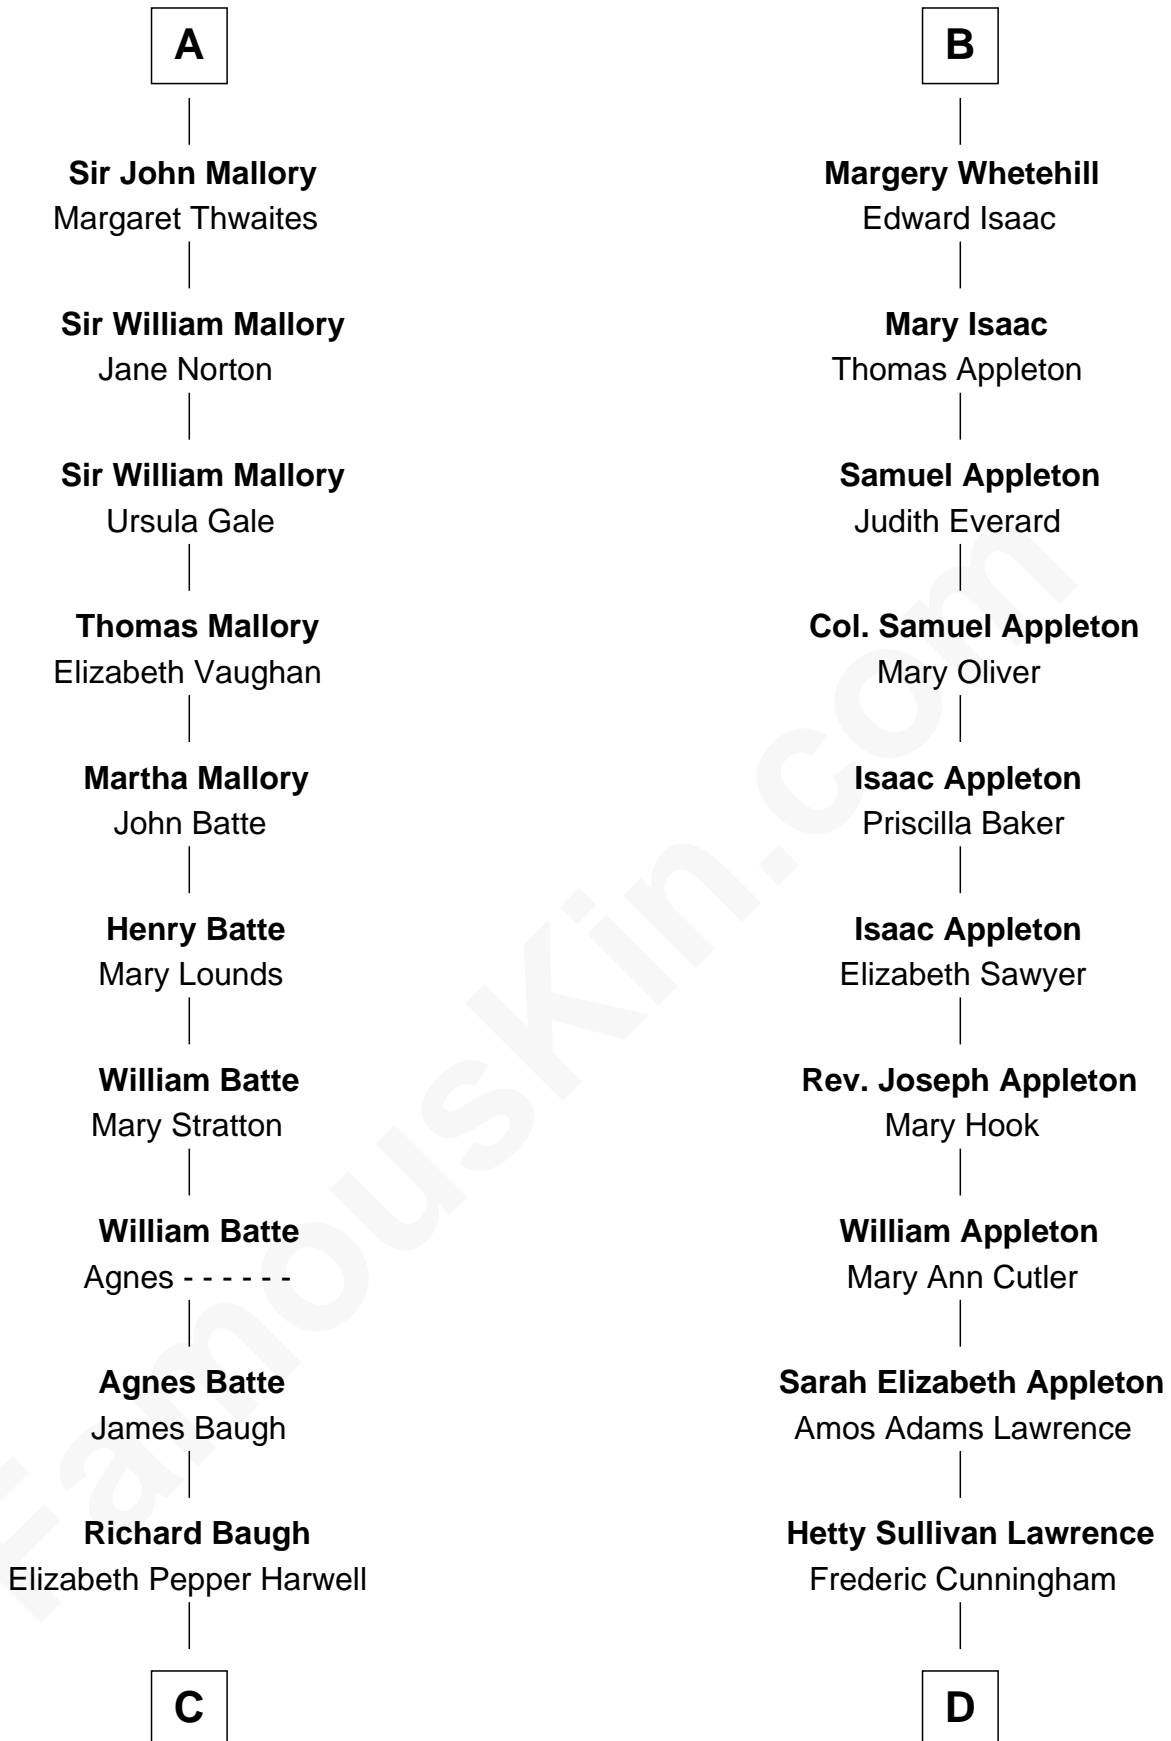 A
Sir John Mallory
Margaret Thwaites
Sir William Mallory
Jane Norton
Sir William Mallory
Ursula Gale
Thomas Mallory
Elizabeth Vaughan
Martha Mallory
John Batte
Henry Batte
Mary Lounds
William Batte
Mary Stratton
William Batte
Agnes - - - - - -
Agnes Batte
James Baugh
Richard Baugh
Elizabeth Pepper Harwell
C
B
Margery Whetehill
Edward Isaac
Mary Isaac
Thomas Appleton
Samuel Appleton
Judith Everard
Col. Samuel Appleton
Mary Oliver
Isaac Appleton
Priscilla Baker
Isaac Appleton
Elizabeth Sawyer
Rev. Joseph Appleton
Mary Hook
William Appleton
Mary Ann Cutler
Sarah Elizabeth Appleton
Amos Adams Lawrence
Hetty Sullivan Lawrence
Frederic Cunningham
D
FamousKin.com